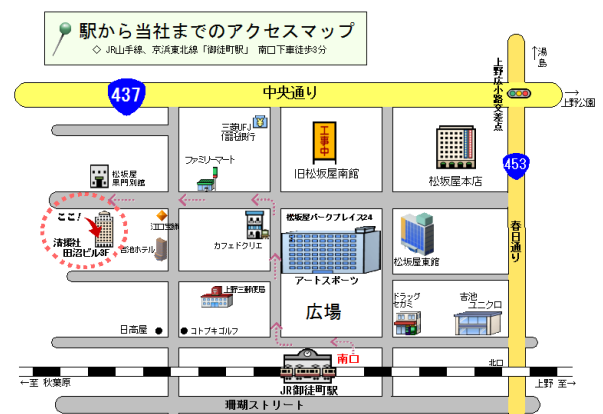 駅から当社までのアクセスマップ
◇ JR山手線、京浜東北線「御徒町駅」 南口下車徒歩3分
↑湯島
437
中央通り
上野広小路交差点
→
上野公園
三菱UFJ
信託銀行
工事中
ファミリーマート
松坂屋
黒門別館
旧松坂屋南館
松坂屋本店
453
ここ!
清援社
田沼ビル3F
江口宝飾
吉池ホテル
カフェドクリエ
松坂屋パークプレイス24
アートスポーツ
松坂屋東館
春日通り
上野三郵便局
広場
ドラッグ
セガミ
吉池
ユニクロ
日高屋
コトブキゴルフ
南口
北口
←至 秋葉原
JR御徒町駅
上野 至→
珊瑚ストリート